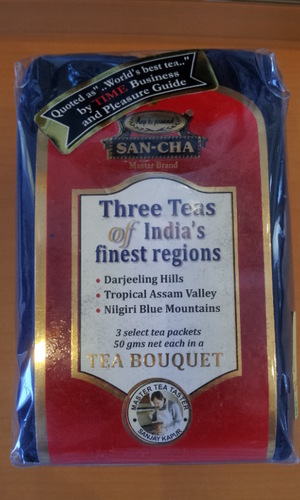 Quoted as"..World's best tea.."
by TIME Business
and Pleasure Guide
SAN-CHA
Master Brand
Three Teas
off India's
finest regions
• Darjeeling Hills
• Tropical Assam Valley
• Nilgiri Blue Mountains
3 select tea packets
50 gms net each in a
TEA BOUQUET
MASTER TEA TASTER
SANJAY KAPUR